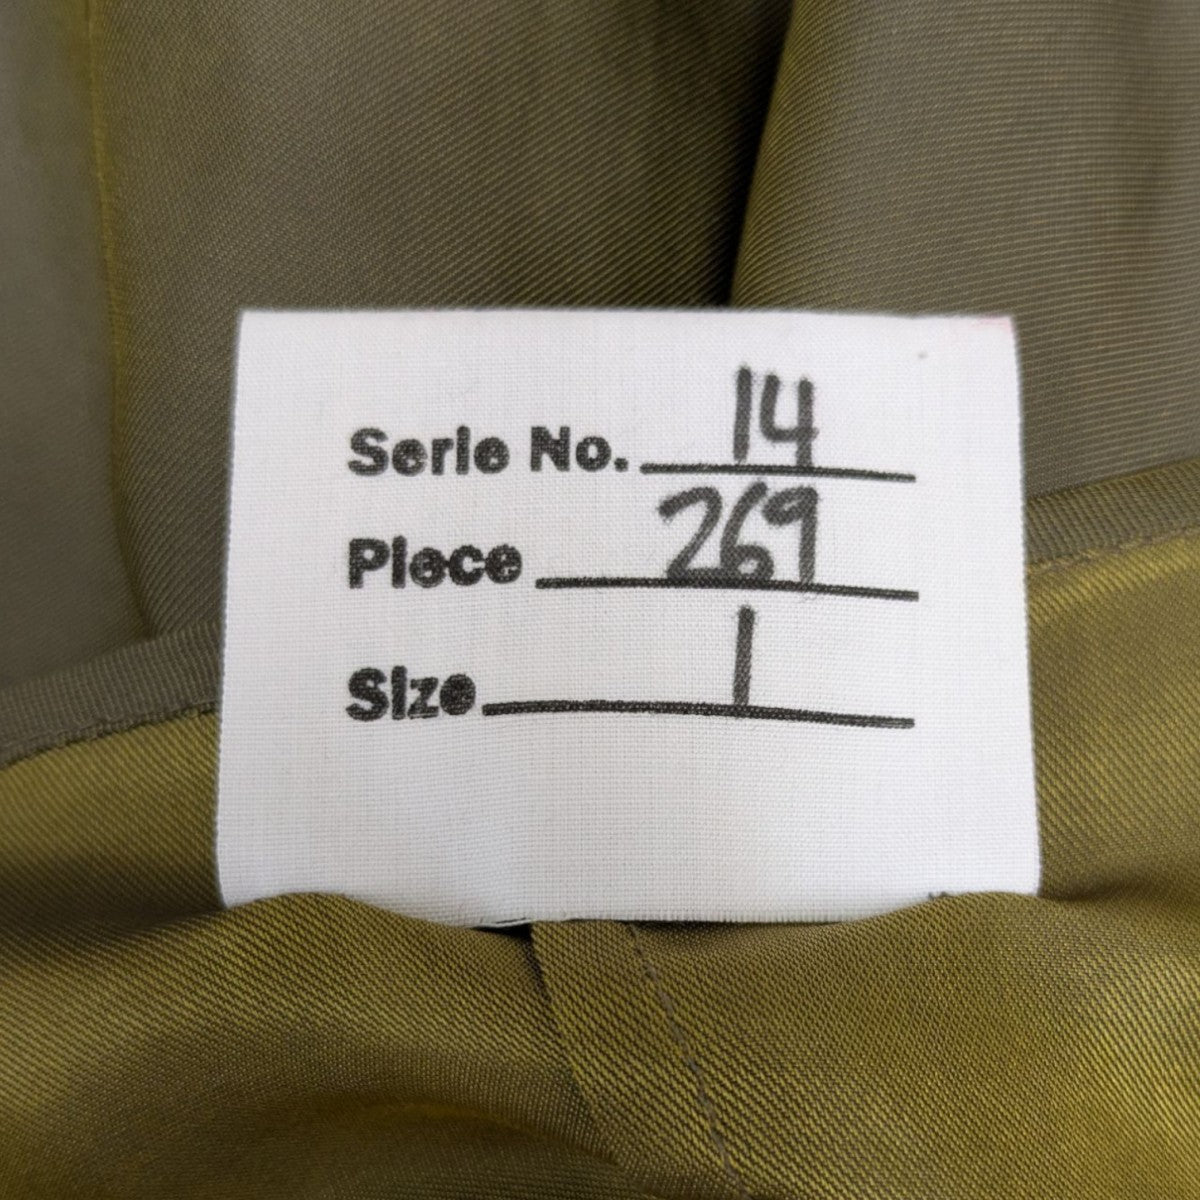 Serie No. 14
Piece 269
Size 1